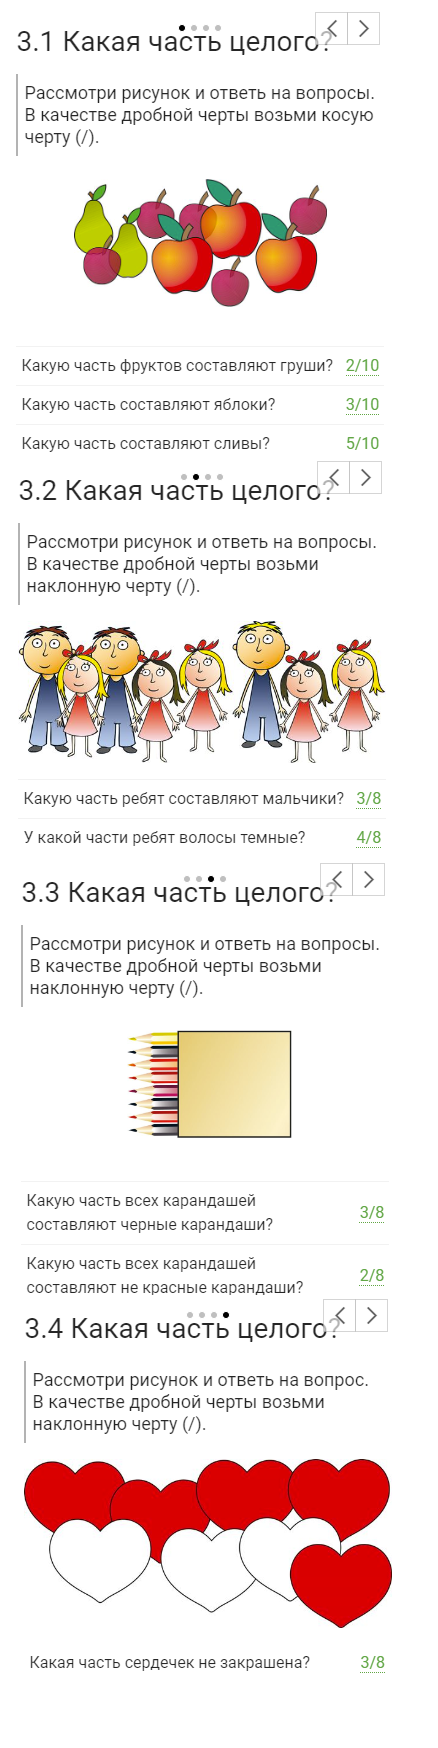 3.1 Какая часть целого?
Рассмотри рисунок и ответь на вопросы.
В качестве дробной черты возьми косую
черту (/).
Какую часть фруктов составляют груши? 2/10
Какую часть составляют яблоки? 3/10
Какую часть составляют сливы? 5/10
3.2 Какая часть целого?
Рассмотри рисунок и ответь на вопросы.
В качестве дробной черты возьми
наклонную черту (/).
Какую часть ребят составляют мальчики? 3/8
У какой части ребят волосы темные? 4/8
3.3 Какая часть целого?
Рассмотри рисунок и ответь на вопросы.
В качестве дробной черты возьми
наклонную черту (/).
Какую часть всех карандашей
составляют черные карандаши? 3/8
Какую часть всех карандашей
составляют не красные карандаши? 2/8
3.4 Какая часть целого?
Рассмотри рисунок и ответь на вопрос.
В качестве дробной черты возьми
наклонную черту (/).
Какая часть сердечек не закрашена? 3/8